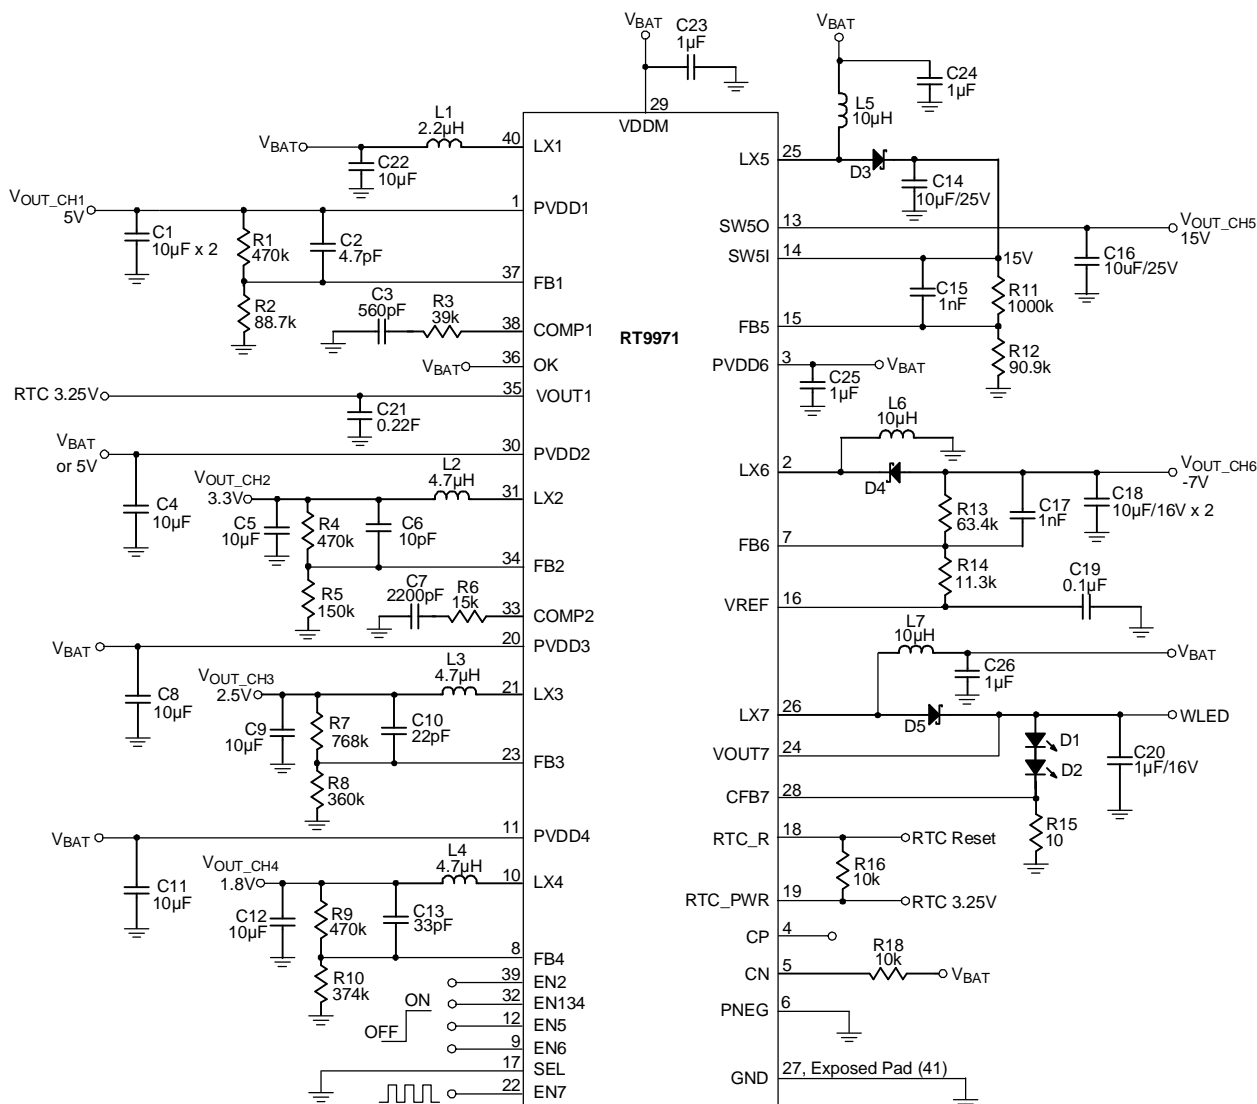 VBAT
C23
1µF
VBAT
C24
1µF
L5
10µH
29
VDDM
L1
2.2µH
VBAT
40
LX1
C22
10µF
VOUT_CH1
5V
1
PVDD1
C1
10µF x 2
R1
470k
C2
4.7pF
37
FB1
R2
88.7k
C3
560pF
R3
39k
38
COMP1
VBAT
36
OK
RTC 3.25V
35
VOUT1
C21
0.22F
VBAT
or 5V
30
PVDD2
C4
10µF
VOUT_CH2
3.3V
L2
4.7µH
31
LX2
C5
10µF
R4
470k
C6
10pF
34
FB2
R5
150k
C7
2200pF
R6
15k
33
COMP2
VBAT
20
PVDD3
C8
10µF
VOUT_CH3
2.5V
L3
4.7µH
21
LX3
C9
10µF
R7
768k
C10
22pF
23
FB3
R8
360k
VBAT
11
PVDD4
C11
10µF
VOUT_CH4
1.8V
L4
4.7µH
10
LX4
C12
10µF
R9
470k
C13
33pF
8
FB4
R10
374k
39
EN2
ON
OFF
32
EN134
12
EN5
9
EN6
17
SEL
22
EN7
RT9971
LX5
25
D3
C14
10µF/25V
SW5O
13
VOUT_CH5
15V
C16
10uF/25V
SW5I
14
15V
C15
1nF
R11
1000k
FB5
15
R12
90.9k
PVDD6
3
VBAT
C25
1µF
L6
10µH
LX6
2
D4
VOUT_CH6
-7V
R13
63.4k
C17
1nF
C18
10µF/16V x 2
FB6
7
R14
11.3k
C19
0.1µF
VREF
16
L7
10µH
VBAT
C26
1µF
LX7
26
D5
WLED
VOUT7
24
D1
D2
C20
1µF/16V
CFB7
28
R15
10
RTC_R
18
RTC Reset
R16
10k
RTC_PWR
19
RTC 3.25V
CP
4
CN
5
R18
10k
VBAT
PNEG
6
GND
27, Exposed Pad (41)